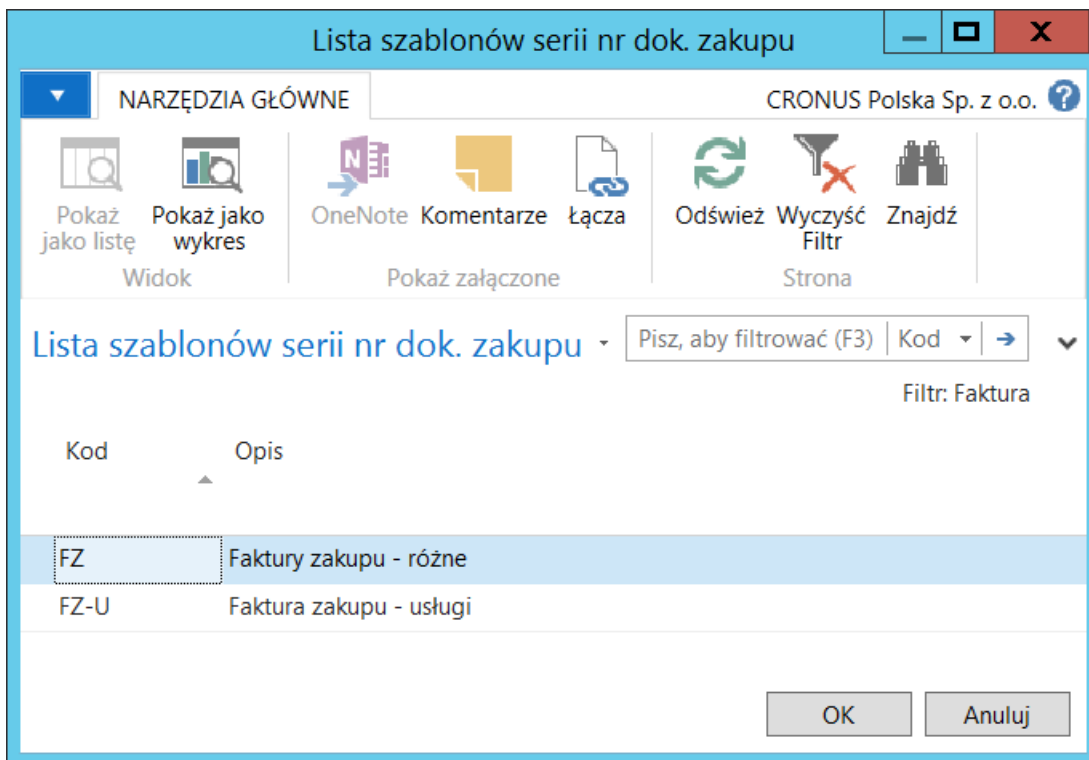 Lista szablonów serii nr dok. zakupu
NARZĘDZIA GŁÓWNE
CRONUS Polska Sp. z o.o.
Pokaż jako listę
Pokaż jako wykres
OneNote
Komentarze
Łącza
Odśwież
Wyczyść Filtr
Znajdź
Widok
Pokaż załączone
Strona
Lista szablonów serii nr dok. zakupu
Pisz, aby filtrować (F3)
Kod
Filtr: Faktura
Kod Opis
FZ Faktury zakupu - różne
FZ-U Faktura zakupu - usługi
OK Anuluj